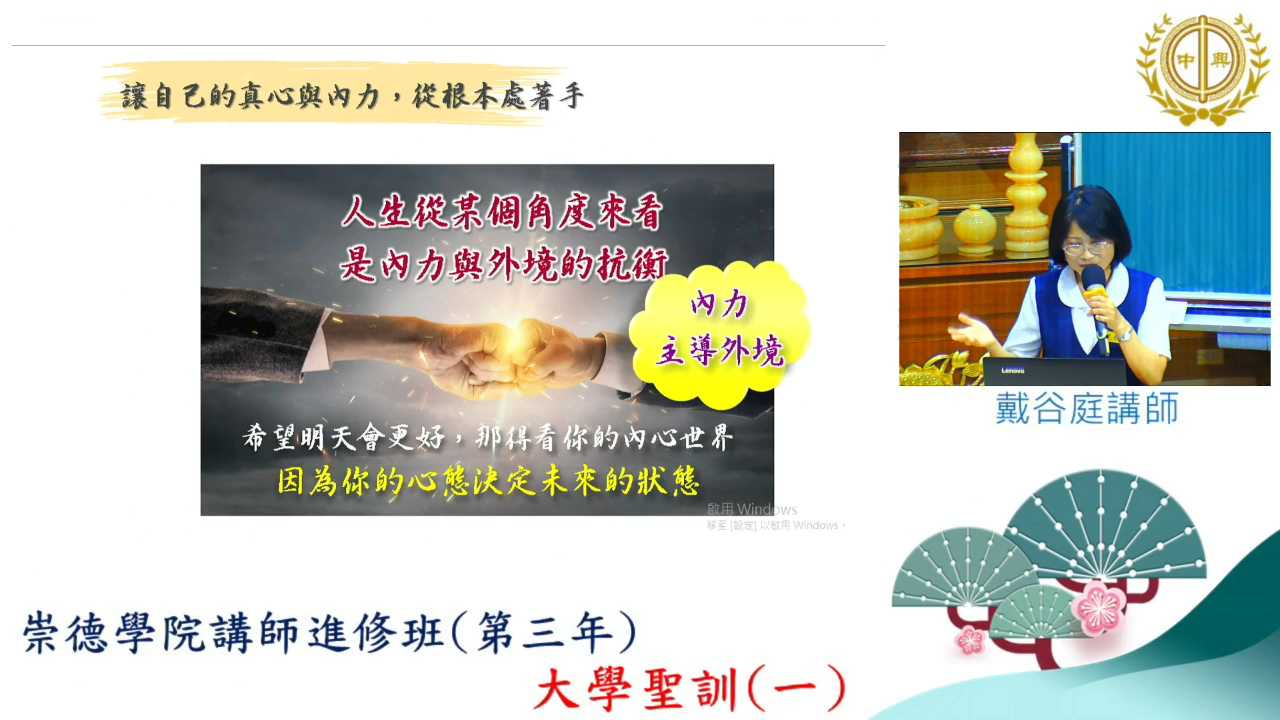 讓自己的真心與內力，從根本處著手
人生從某個角度來看
是內力與外境的抗衡
內力
主導外境
希望明天會更好，那得看你的內心世界
因為你的心態決定未來的狀態
啟用 Windows
移至 [設定] 以啟用 Windows。
中興
Lenovo
戴谷庭講師
崇德學院講師進修班(第三年)
大學聖訓(一)